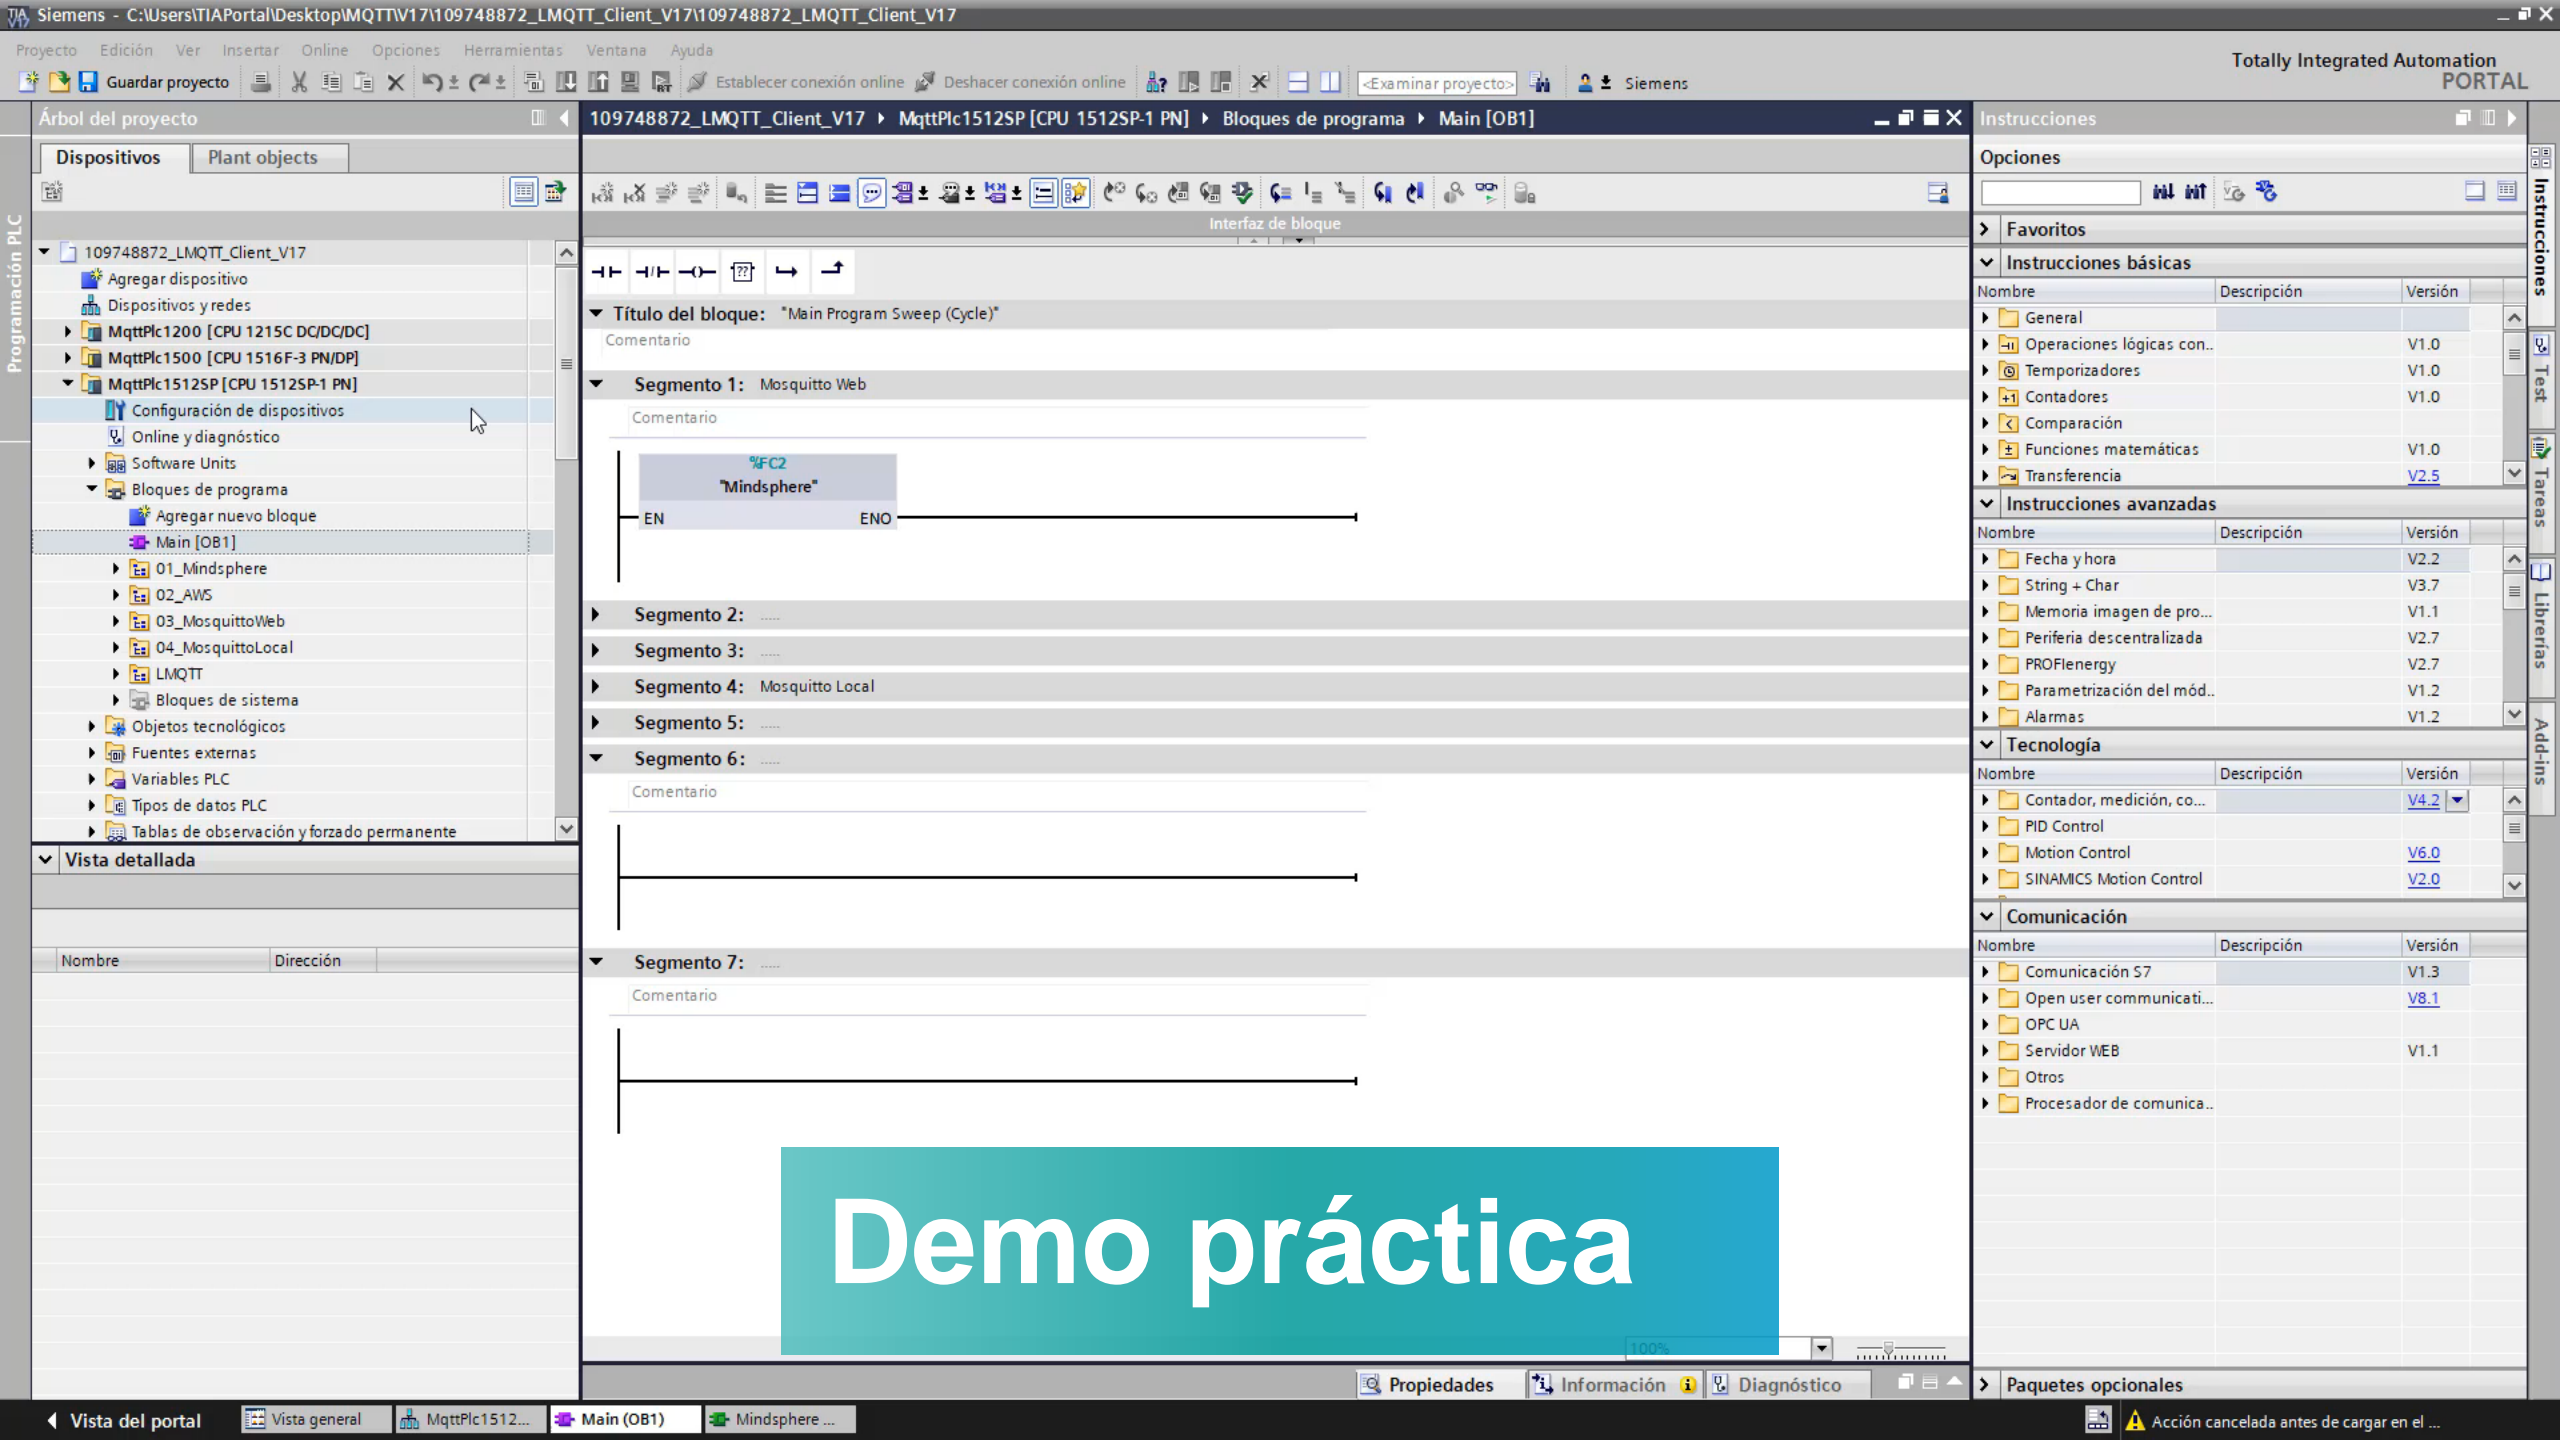 Siemens - C:\Users\TIAPortal\Desktop\MQTT\V17\109748872_LMQTT_Client_V17\109748872_LMQTT_Client_V17
Proyecto Edición Ver Insertar Online Opciones Herramientas Ventana Ayuda
Totally Integrated Automation
PORTAL
Guardar proyecto Establecer conexión online Deshacer conexión online <Examinar proyecto> Siemens
Árbol del proyecto
Dispositivos Plant objects
Programación PLC
109748872_LMQTT_Client_V17
Agregar dispositivo
Dispositivos y redes
MqttPlc1200 [CPU 1215C DC/DC/DC]
MqttPlc1500 [CPU 1516F-3 PN/DP]
MqttPlc1512SP [CPU 1512SP-1 PN]
Configuración de dispositivos
Online y diagnóstico
Software Units
Bloques de programa
Agregar nuevo bloque
Main [OB1]
01_Mindsphere
02_AWS
03_MosquittoWeb
04_MosquittoLocal
LMQTT
Bloques de sistema
Objetos tecnológicos
Fuentes externas
Variables PLC
Tipos de datos PLC
Tablas de observación y forzado permanente
Vista detallada
Nombre Dirección
109748872_LMQTT_Client_V17 MqttPlc1512SP [CPU 1512SP-1 PN] Bloques de programa Main [OB1]
Interfaz de bloque
??
Título del bloque: "Main Program Sweep (Cycle)"
Comentario
Segmento 1: Mosquitto Web
Comentario
%FC2
"Mindsphere"
EN ENO
Segmento 2: .....
Segmento 3: .....
Segmento 4: Mosquitto Local
Segmento 5: .....
Segmento 6: .....
Comentario
Segmento 7: .....
Comentario
Demo práctica
100%
Propiedades Información Diagnóstico
Instrucciones
Opciones
Favoritos
Instrucciones básicas
Nombre Descripción Versión
General
Operaciones lógicas con.. V1.0
Temporizadores V1.0
Contadores V1.0
Comparación
Funciones matemáticas V1.0
Transferencia V2.5
Instrucciones avanzadas
Nombre Descripción Versión
Fecha y hora V2.2
String + Char V3.7
Memoria imagen de pro... V1.1
Periferia descentralizada V2.7
PROFIenergy V2.7
Parametrización del mód.. V1.2
Alarmas V1.2
Tecnología
Nombre Descripción Versión
Contador, medición, co... V4.2
PID Control
Motion Control V6.0
SINAMICS Motion Control V2.0
Comunicación
Nombre Descripción Versión
Comunicación S7 V1.3
Open user communicati... V8.1
OPC UA
Servidor WEB V1.1
Otros
Procesador de comunica..
Paquetes opcionales
Instrucciones
Test
Tareas
Librerías
Add-ins
Vista del portal Vista general MqttPlc1512... Main (OB1) Mindsphere ... Acción cancelada antes de cargar en el ...